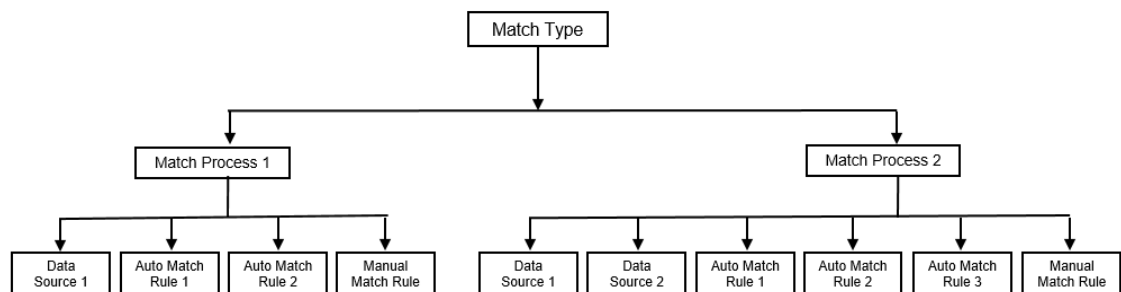 Match Type
Match Process 1
Match Process 2
Data
Source 1
Auto Match
Rule 1
Auto Match
Rule 2
Manual
Match Rule
Data
Source 1
Data
Source 2
Auto Match
Rule 1
Auto Match
Rule 2
Auto Match
Rule 3
Manual
Match Rule